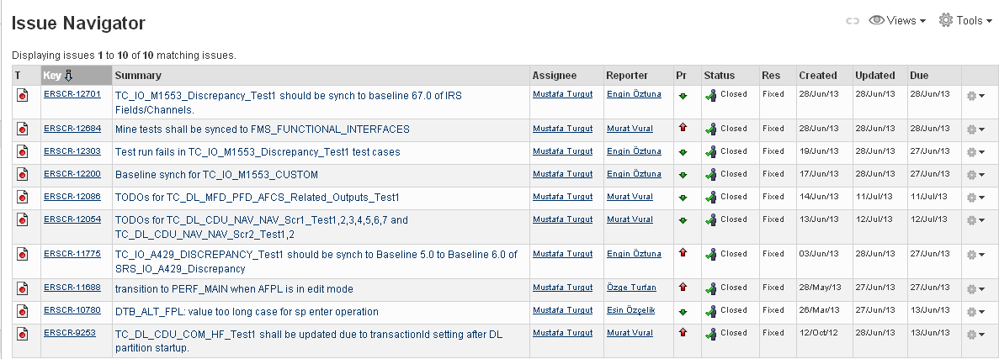 Issue Navigator
Views Tools
Displaying issues 1 to 10 of 10 matching issues.
T Key Summary Assignee Reporter Pr Status Res Created Updated Due
ERSCR-12701 TC_IO_M1553_Discrepancy_Test1 should be synch to baseline 67.0 of IRS Mustafa Turgut Engin Öztuna Closed Fixed 28/Jun/13 28/Jun/13 28/Jun/13
Fields/Channels.
ERSCR-12684 Mine tests shall be synced to FMS_FUNCTIONAL_INTERFACES Mustafa Turgut Murat Vural Closed Fixed 28/Jun/13 28/Jun/13 27/Jun/13
ERSCR-12303 Test run fails in TC_IO_M1553_Discrepancy_Test1 test cases Mustafa Turgut Engin Öztuna Closed Fixed 19/Jun/13 28/Jun/13 27/Jun/13
ERSCR-12200 Baseline synch for TC_IO_M1553_CUSTOM Mustafa Turgut Engin Öztuna Closed Fixed 17/Jun/13 28/Jun/13 27/Jun/13
ERSCR-12086 TODOs for TC_DL_MFD_PFD_AFCS_Related_Outputs_Test1 Mustafa Turgut Murat Vural Closed Fixed 14/Jun/13 11/Jul/13 11/Jul/13
ERSCR-12054 TODOs for TC_DL_CDU_NAV_NAV_Scr1_Test1,2,3,4,5,6,7 and Mustafa Turgut Murat Vural Closed Fixed 13/Jun/13 12/Jul/13 12/Jul/13
TC_DL_CDU_NAV_NAV_Scr2_Test1,2
ERSCR-11775 TC_IO_A429_DISCREPANCY_Test1 should be synch to Baseline 5.0 to Baseline 6.0 of Mustafa Turgut Engin Öztuna Closed Fixed 03/Jun/13 28/Jun/13 27/Jun/13
SRS_IO_A429_Discrepancy
ERSCR-11688 transition to PERF_MAIN when AFPL is in edit mode Mustafa Turgut Özge Turfan Closed Fixed 28/May/13 27/Jun/13 27/Jun/13
ERSCR-10780 DTB_ALT_FPL: value too long case for sp enter operation Mustafa Turgut Esin Özçelik Closed Fixed 26/Mar/13 27/Jun/13 13/Jun/13
ERSCR-9253 TC_DL_CDU_COM_HF_Test1 shall be updated due to transactionId setting after DL Mustafa Turgut Murat Vural Closed Fixed 12/Oct/12 28/Jun/13 13/Jun/13
partition startup.